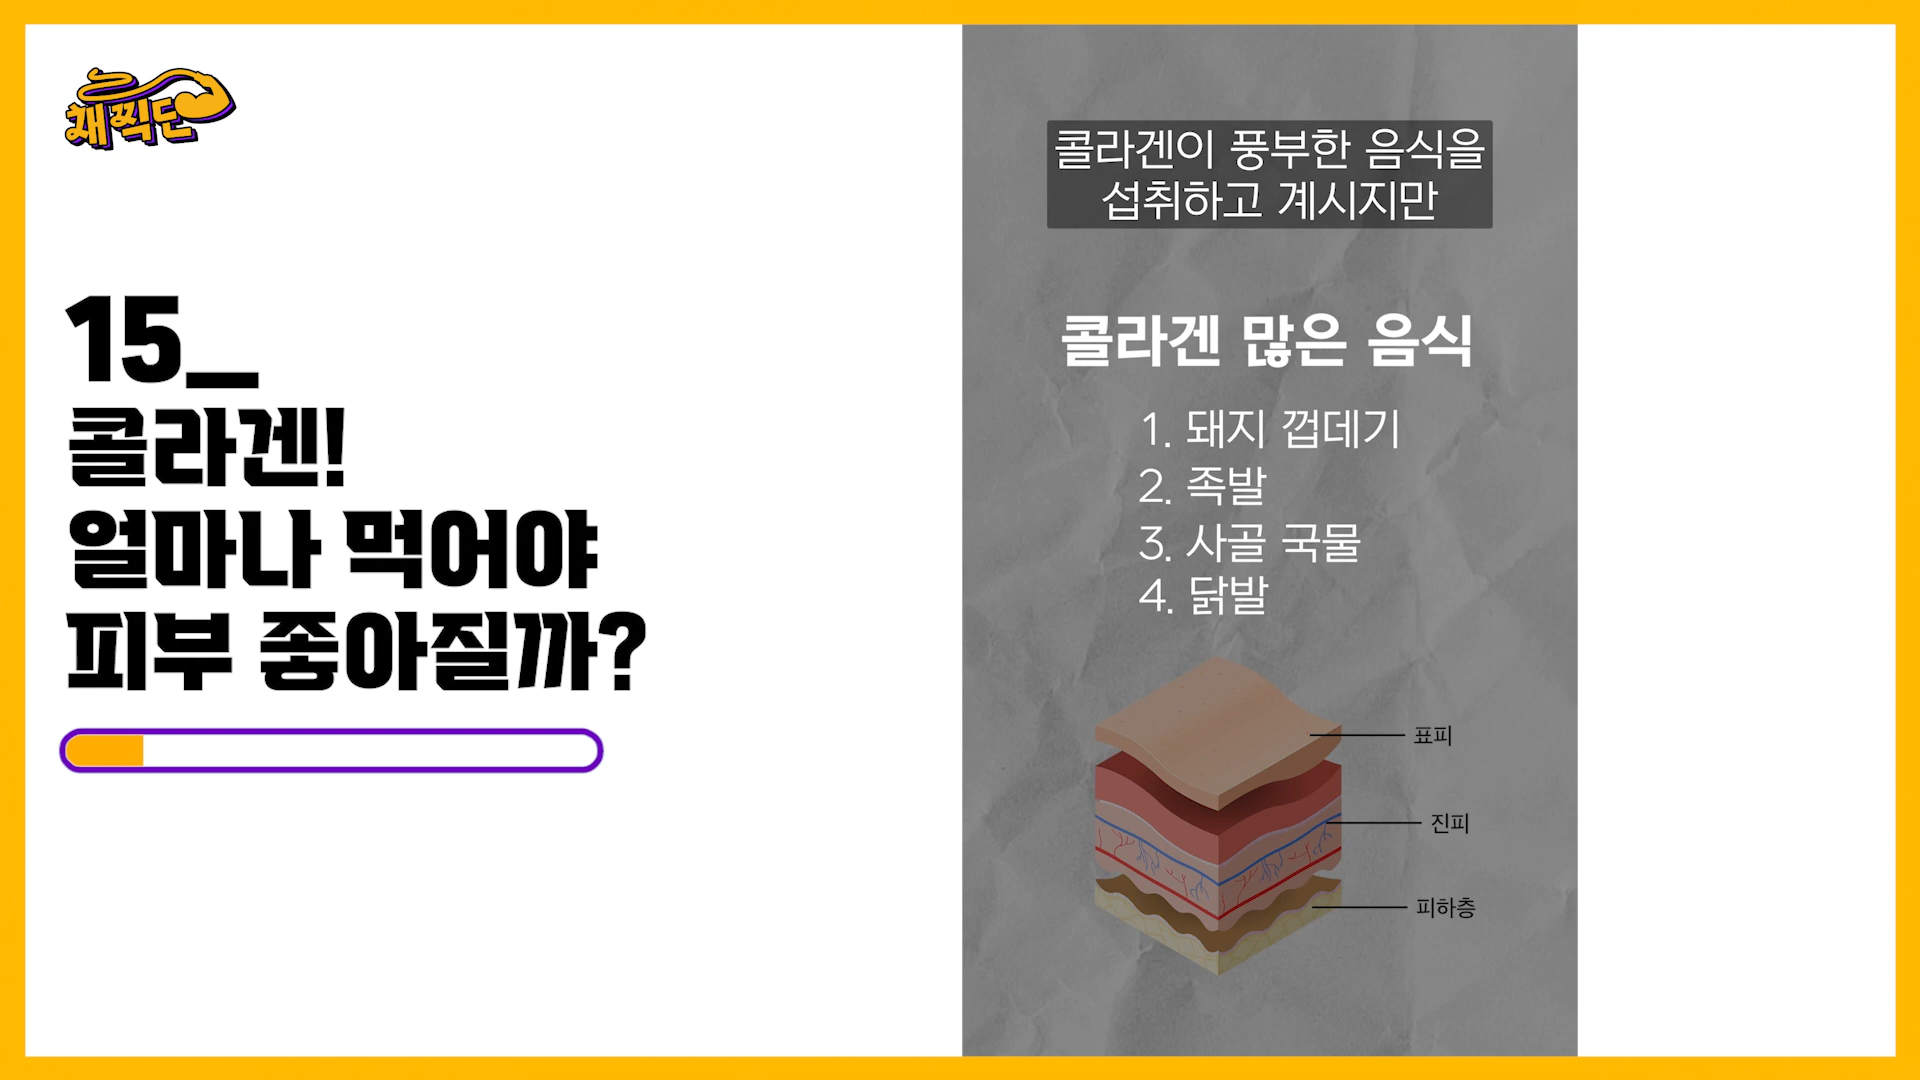 채찍단
15_
콜라겐!
얼마나 먹어야
피부 좋아질까?
콜라겐이 풍부한 음식을
섭취하고 계시지만
콜라겐 많은 음식
1. 돼지 껍데기
2. 족발
3. 사골 국물
4. 닭발
표피
진피
피하층